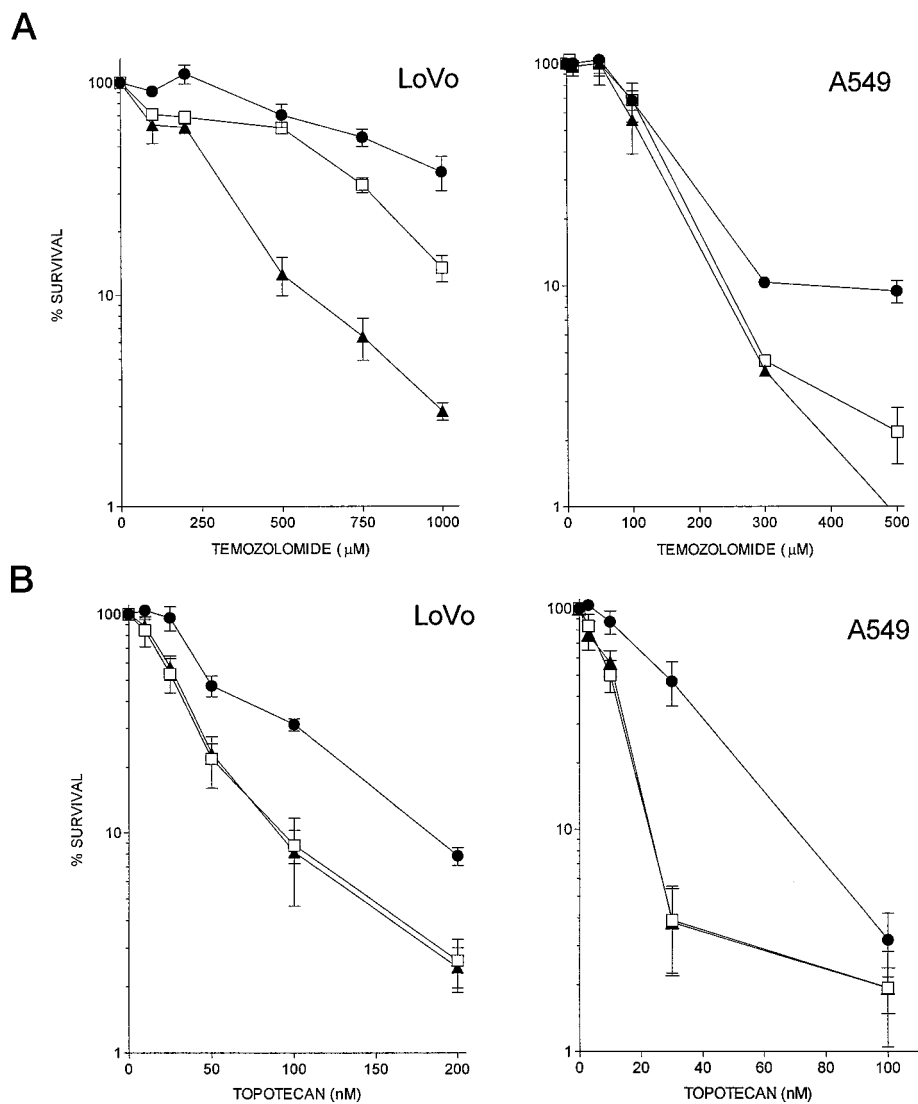 A
LoVo
A549
% SURVIVAL
100
10
1
0
250
500
750
1000
TEMOZOLOMIDE ( μM)
0
100
200
300
400
500
TEMOZOLOMIDE ( μM)
B
LoVo
A549
% SURVIVAL
100
10
1
0
50
100
150
200
TOPOTECAN (nM)
100
10
1
0
20
40
60
80
100
TOPOTECAN (nM)
100
10
1